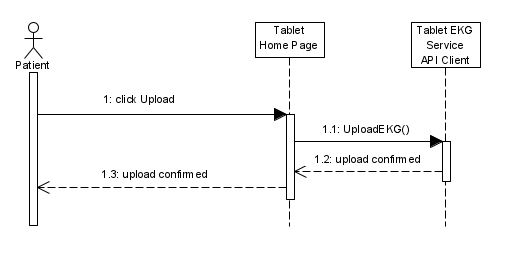 Tablet
Home Page
Tablet EKG
Service
API Client
Patient
1: click Upload
1.1: UploadEKG()
1.2: upload confirmed
1.3: upload confirmed